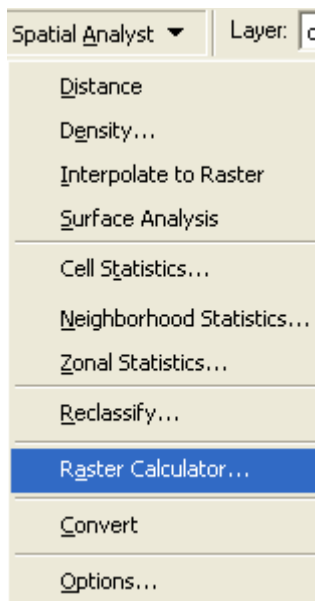 Spatial Analyst Layer:
Distance
Density...
Interpolate to Raster
Surface Analysis
Cell Statistics...
Neighborhood Statistics...
Zonal Statistics...
Reclassify...
Raster Calculator...
Convert
Options...